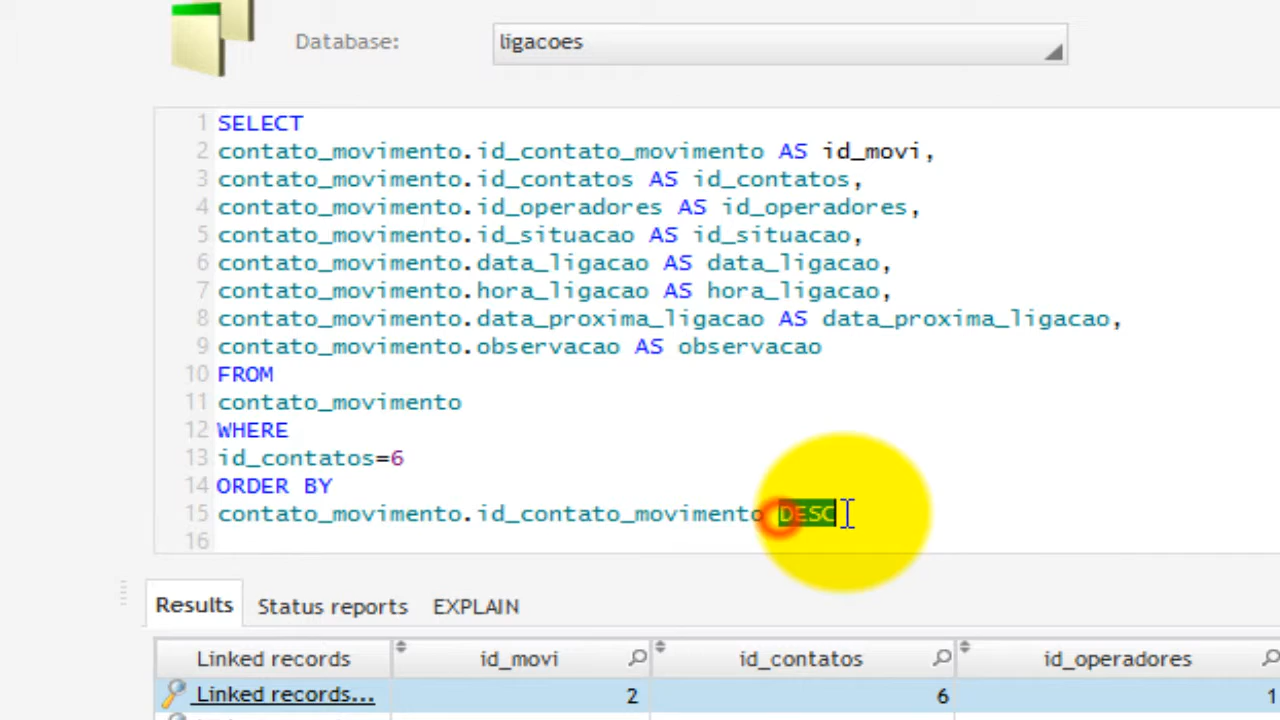 Database:
ligacoes
1 SELECT
2 contato_movimento.id_contato_movimento AS id_movi,
3 contato_movimento.id_contatos AS id_contatos,
4 contato_movimento.id_operadores AS id_operadores,
5 contato_movimento.id_situacao AS id_situacao,
6 contato_movimento.data_ligacao AS data_ligacao,
7 contato_movimento.hora_ligacao AS hora_ligacao,
8 contato_movimento.data_proxima_ligacao AS data_proxima_ligacao,
9 contato_movimento.observacao AS observacao
10 FROM
11 contato_movimento
12 WHERE
13 id_contatos=6
14 ORDER BY
15 contato_movimento.id_contato_movimento DESC
16
Results Status reports EXPLAIN
Linked records id_movi id_contatos id_operadores
Linked records... 2 6 1